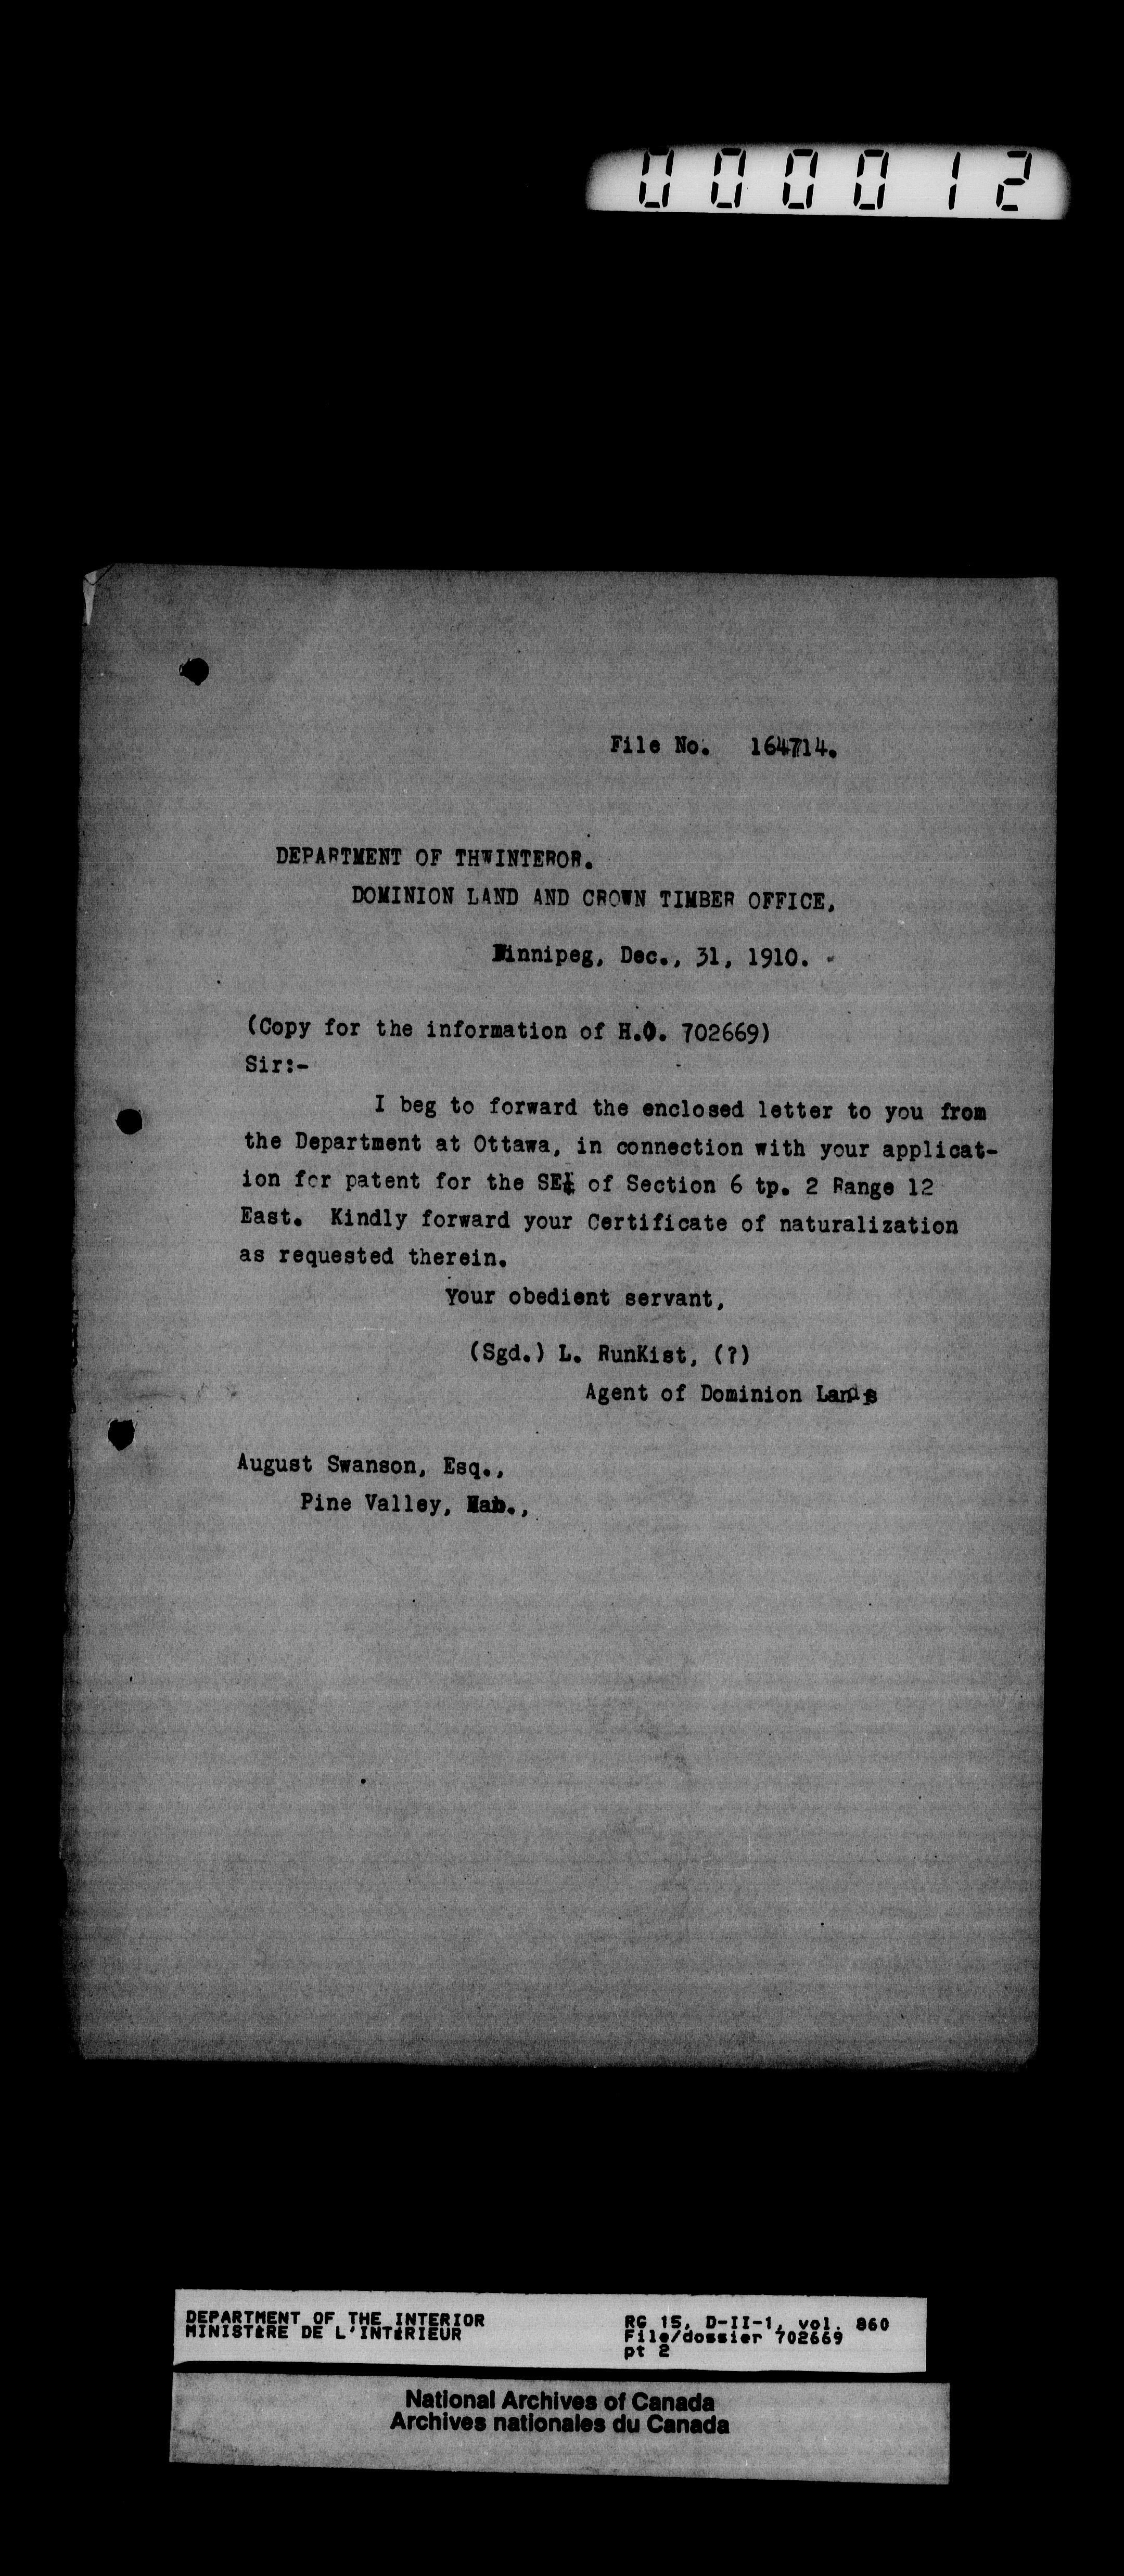 000012
File No. 164714.
DEPARTMENT OF THWINTEROR.
DOMINION LAND AND CROWN TIMBER OFFICE,
Winnipeg, Dec., 31, 1910.
(Copy for the information of H.O. 702669)
Sir:-
I beg to forward the enclosed letter to you from
the Department at Ottawa, in connection with your applicat-
ion for patent for the SE¼ of Section 6 tp. 2 Range 12
East. Kindly forward your Certificate of naturalization
as requested therein.
Your obedient servant,
(Sgd.) L. RunKist, (?)
Agent of Dominion Lands
August Swanson, Esq.,
Pine Valley, Man.,
DEPARTMENT OF THE INTERIOR
MINISTÈRE DE L'INTÉRIEUR
RG 15, D-II-1, vol. 860
File/dossier 702669
pt 2
National Archives of Canada
Archives nationales du Canada